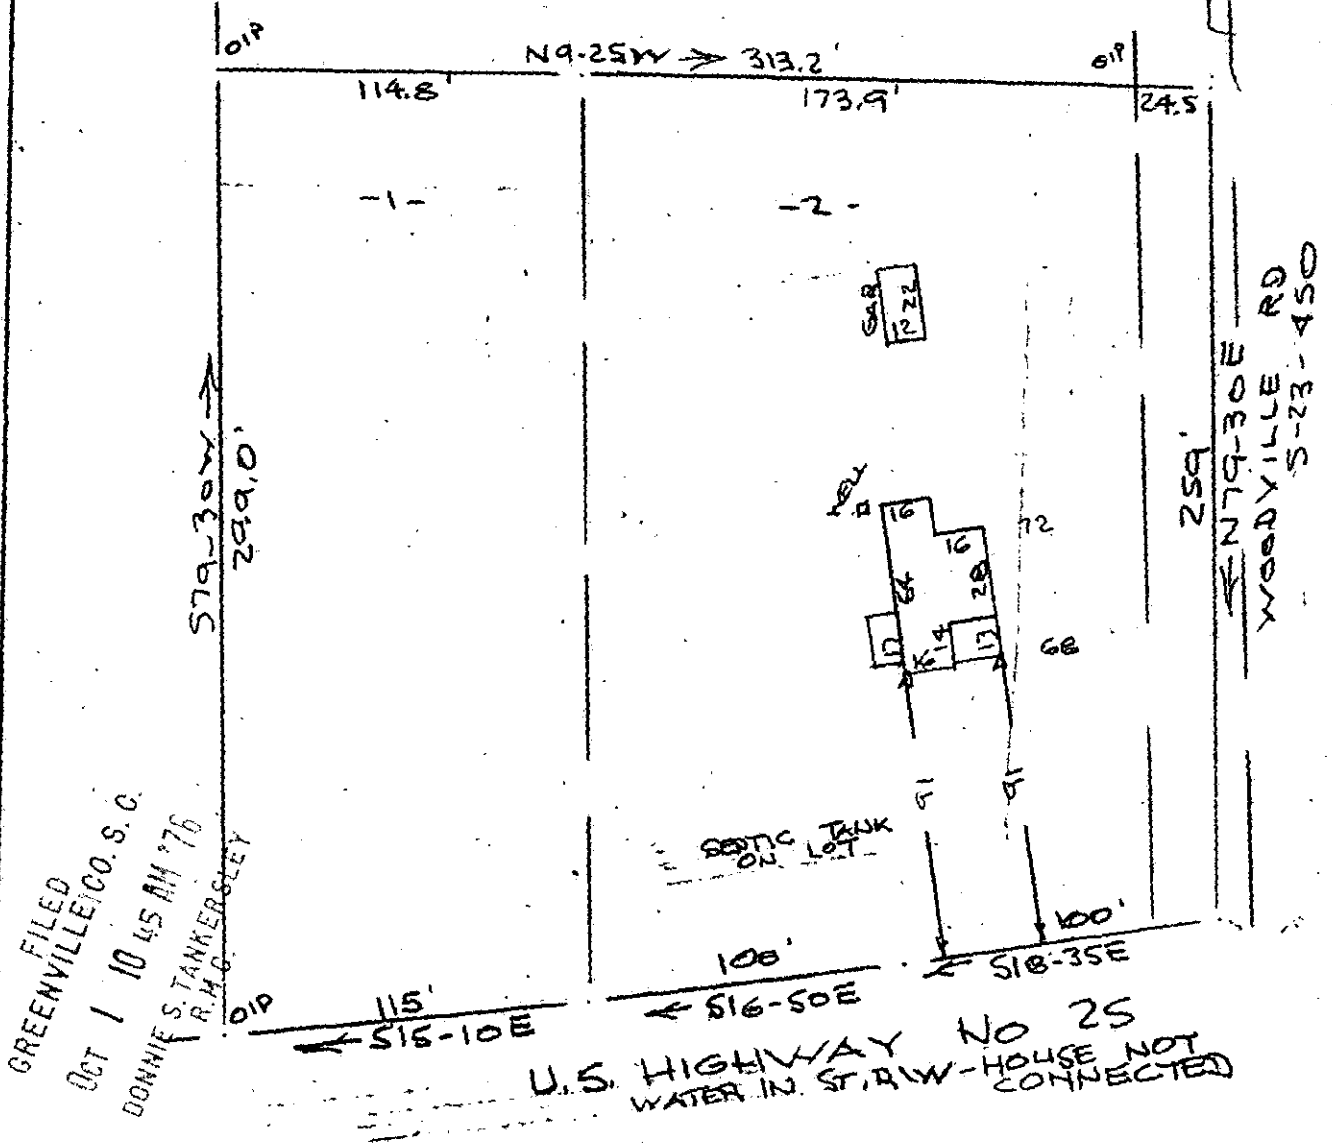 OIP
N9-25W → 313.2'
OIP
114.8'
173.9'
24.5
-1-
-2-
GAR
12
22
S79-30W →
299.0'
259'
← N79-30E
WOODVILLE RD
S-23-450
16
16
72
64
28
17
14
17
68
91
91
SEPTIC TANK
ON LOT
100'
← S18-35E
100'
← S16-50E
OIP
115'
← S15-10E
U.S. HIGHWAY NO 25
WATER IN ST. R/W - HOUSE NOT
CONNECTED
FILED
GREENVILLE CO. S. C.
OCT 1 10 45 AM '76
DONNIE S. TANKERSLEY
R.M.C.